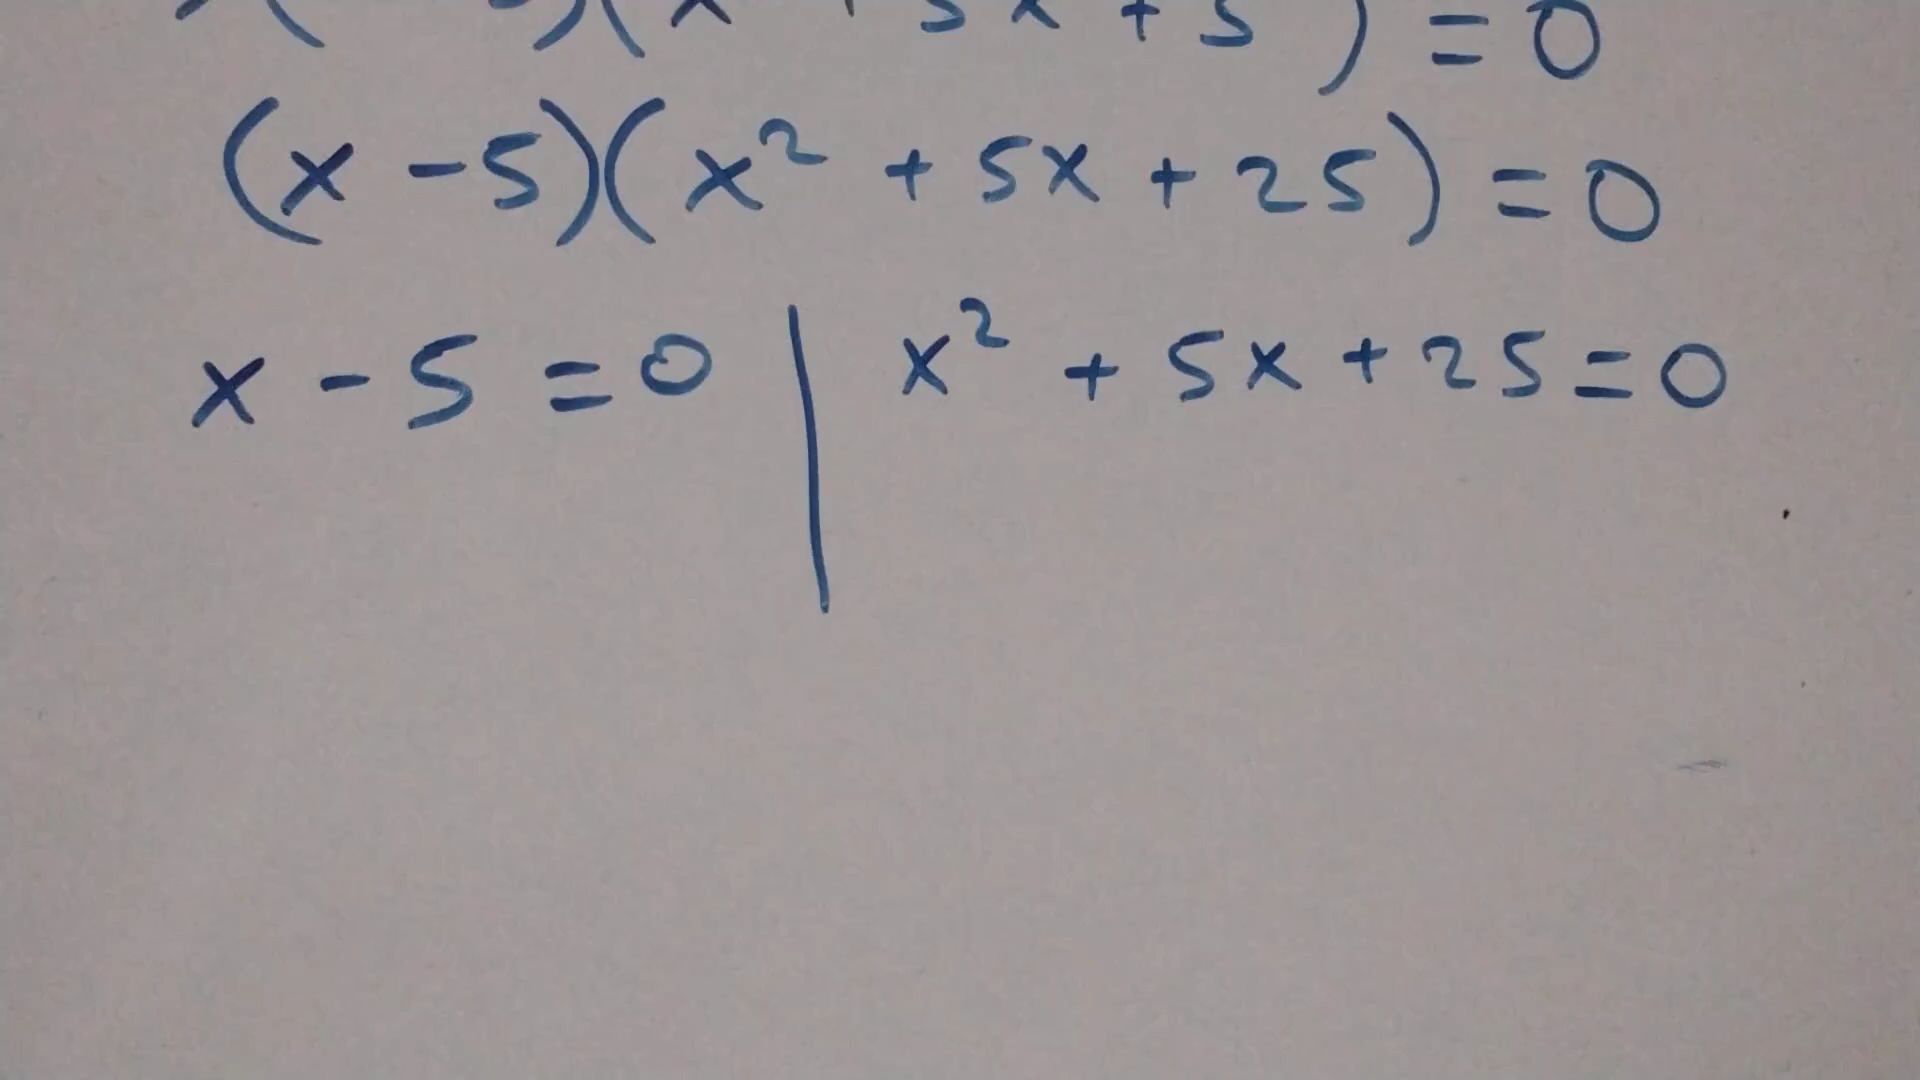 (x - 5)(x² + 5x + 25) = 0
x - 5 = 0 | x² + 5x + 25 = 0